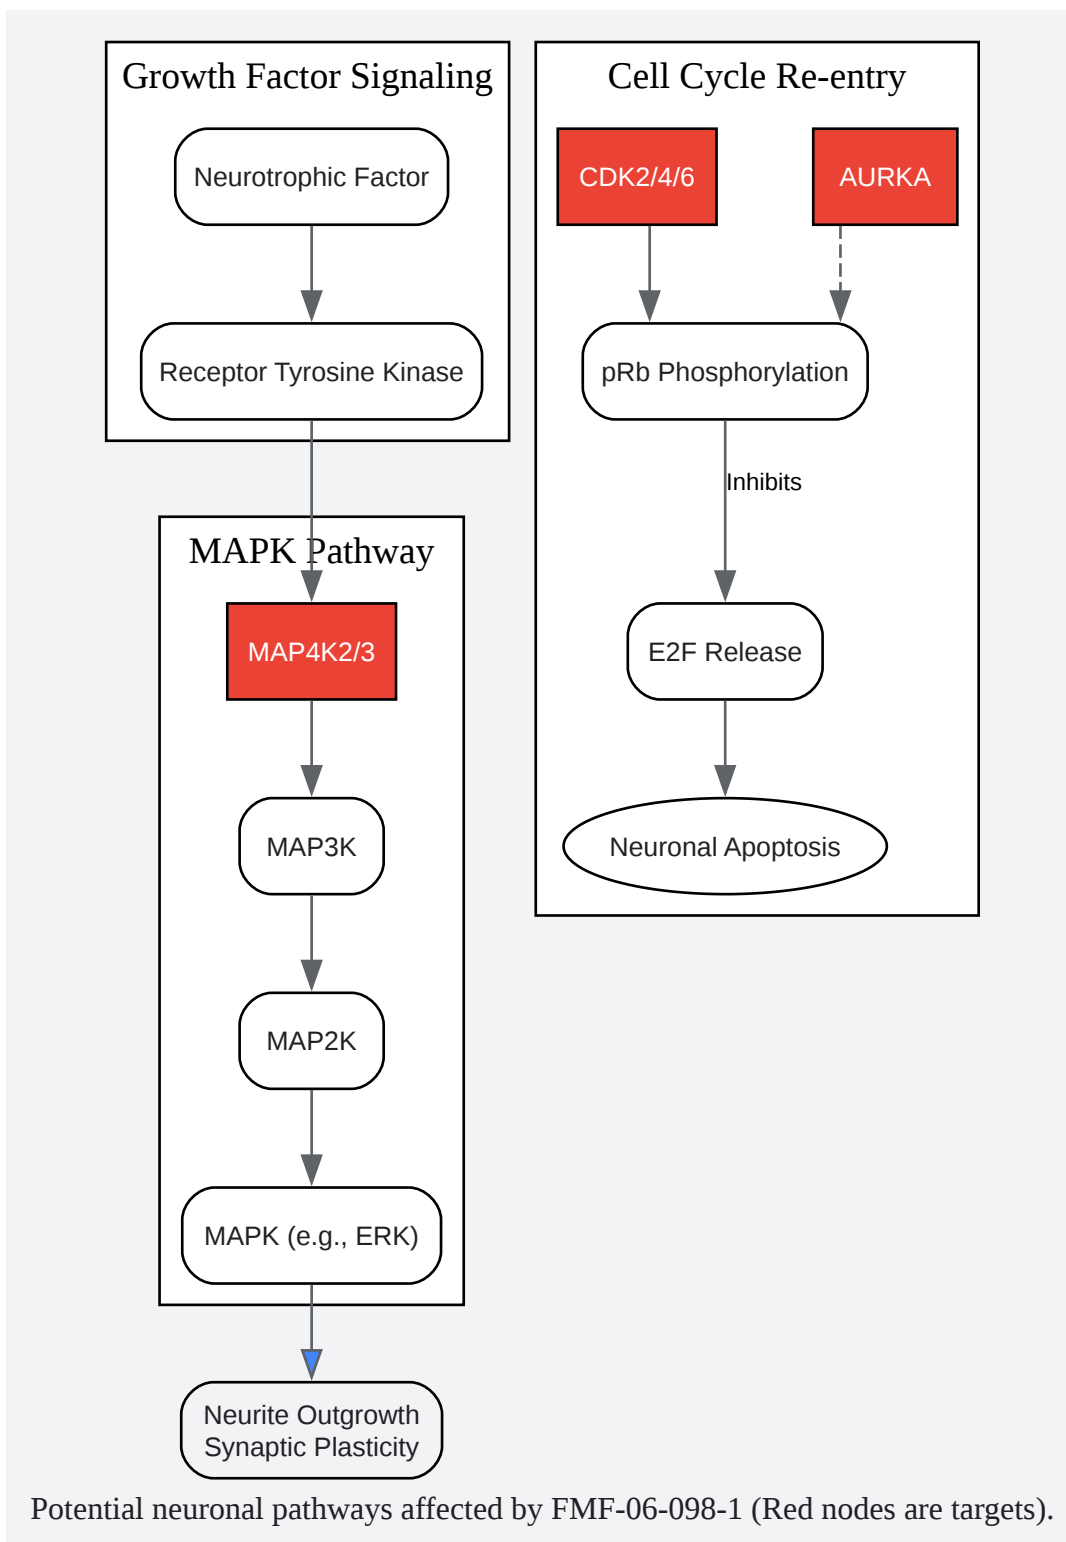 Growth Factor Signaling
Neurotrophic Factor
Receptor Tyrosine Kinase
MAPK Pathway
MAP4K2/3
MAP3K
MAP2K
MAPK (e.g., ERK)
Neurite Outgrowth
Synaptic Plasticity
Cell Cycle Re-entry
CDK2/4/6
AURKA
pRb Phosphorylation
Inhibits
E2F Release
Neuronal Apoptosis
Potential neuronal pathways affected by FMF-06-098-1 (Red nodes are targets).